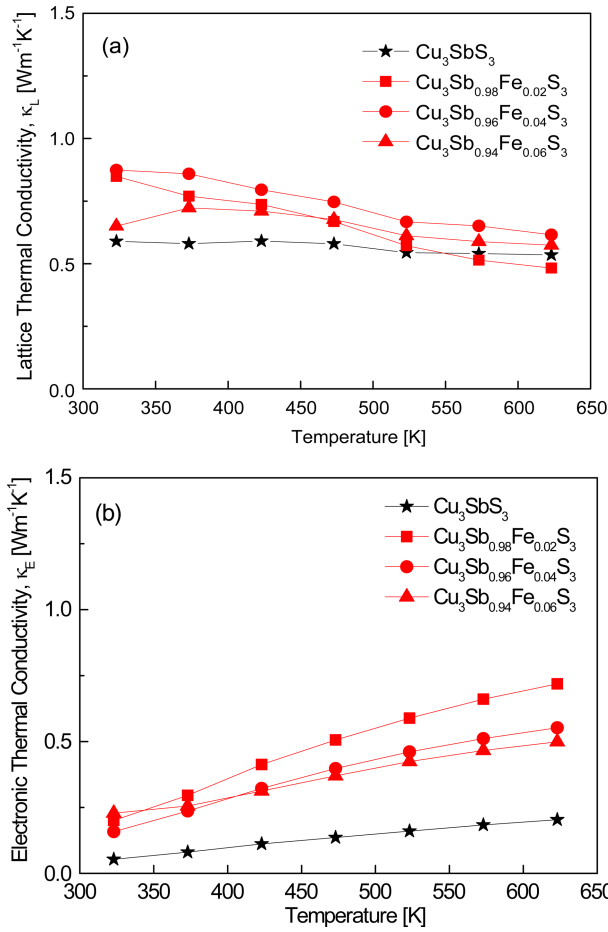 (a)
Cu₃SbS₃
Cu₃Sb₀.₉₈Fe₀.₀₂S₃
Cu₃Sb₀.₉₆Fe₀.₀₄S₃
Cu₃Sb₀.₉₄Fe₀.₀₆S₃
1.5
1.0
0.5
0.0
Lattice Thermal Conductivity, κL [Wm⁻¹K⁻¹]
300 350 400 450 500 550 600 650
Temperature [K]
(b)
Cu₃SbS₃
Cu₃Sb₀.₉₈Fe₀.₀₂S₃
Cu₃Sb₀.₉₆Fe₀.₀₄S₃
Cu₃Sb₀.₉₄Fe₀.₀₆S₃
1.5
1.0
0.5
0.0
Electronic Thermal Conductivity, κE [Wm⁻¹K⁻¹]
300 350 400 450 500 550 600 650
Temperature [K]